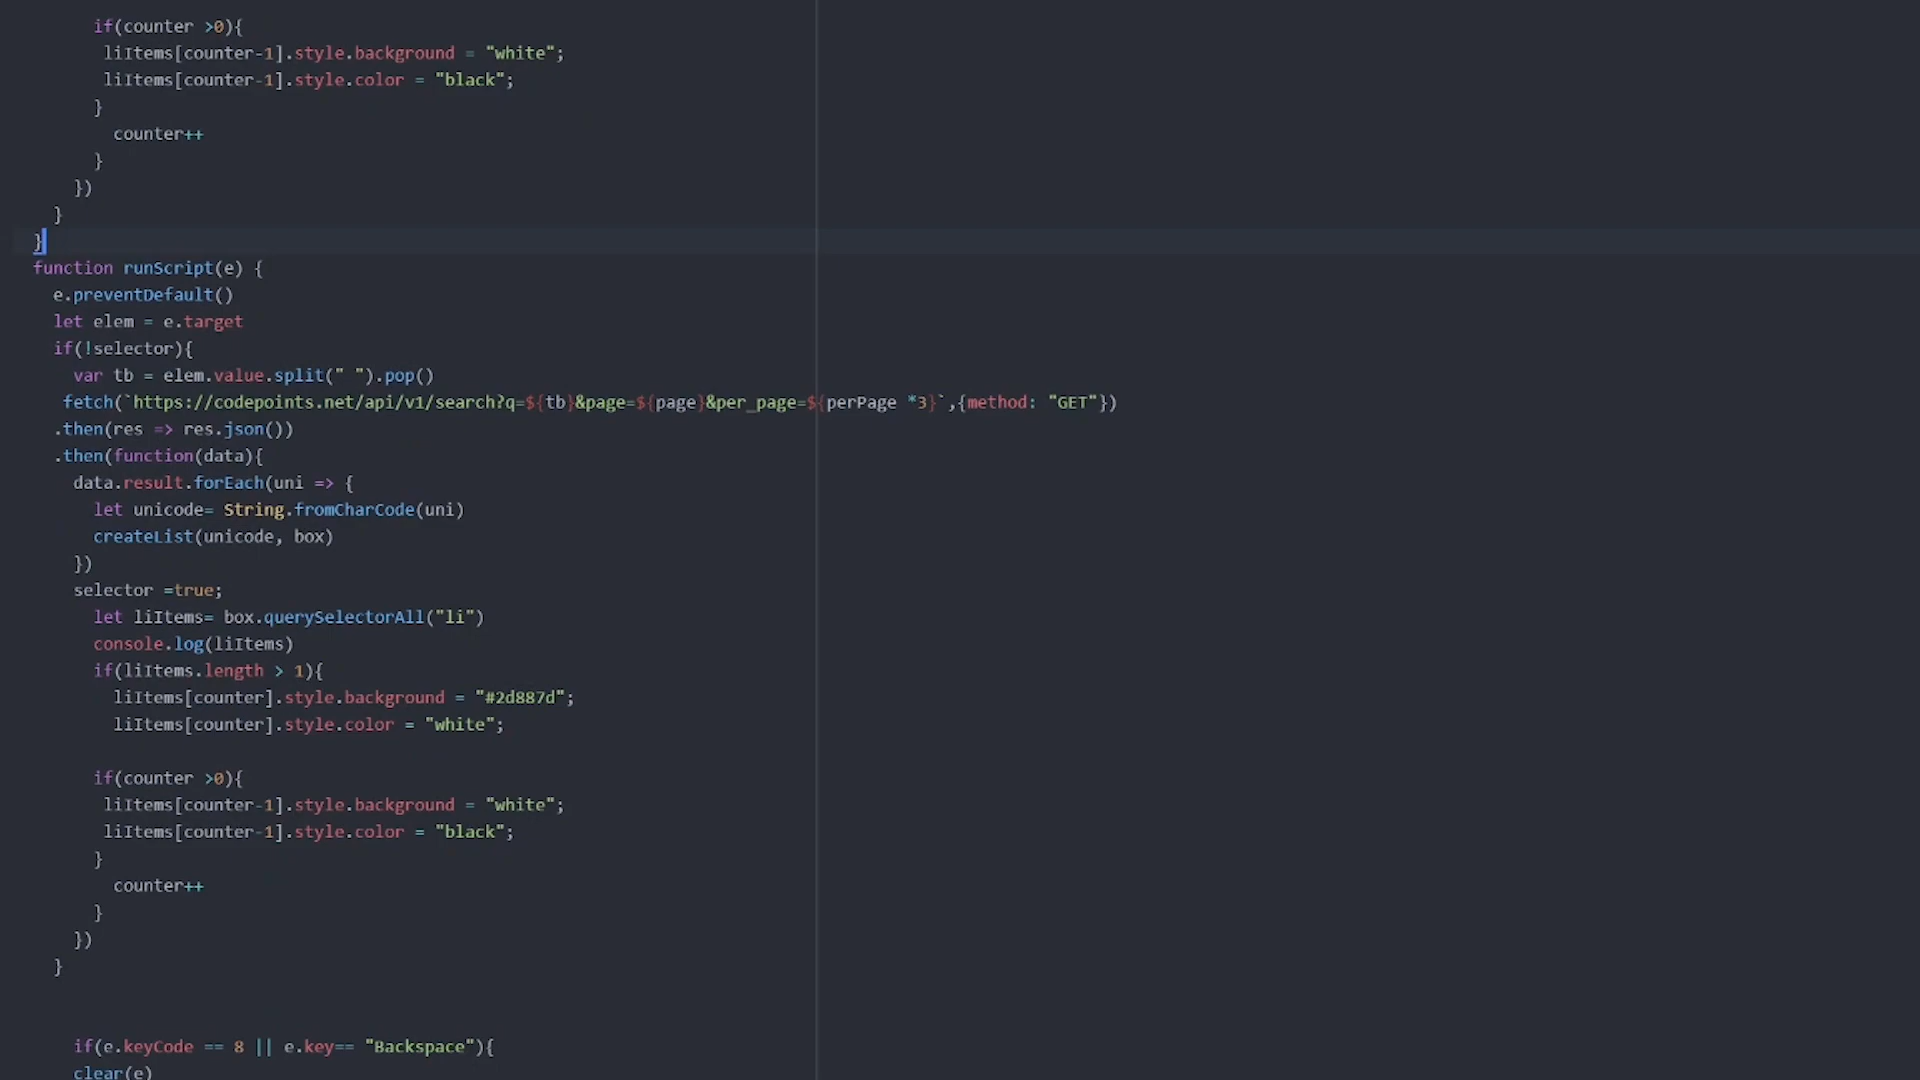 if(counter >0){
liItems[counter-1].style.background = "white";
liItems[counter-1].style.color = "black";
}
counter++
}
})
}
}
function runScript(e) {
e.preventDefault()
let elem = e.target
if(!selector){
var tb = elem.value.split(" ").pop()
fetch(`https://codepoints.net/api/v1/search?q=${tb}&page=${page}&per_page=${perPage *3}`,{method: "GET"})
.then(res => res.json())
.then(function(data){
data.result.forEach(uni => {
let unicode= String.fromCharCode(uni)
createList(unicode, box)
})
selector =true;
let liItems= box.querySelectorAll("li")
console.log(liItems)
if(liItems.length > 1){
liItems[counter].style.background = "#2d887d";
liItems[counter].style.color = "white";
if(counter >0){
liItems[counter-1].style.background = "white";
liItems[counter-1].style.color = "black";
}
counter++
}
})
}
if(e.keyCode == 8 || e.key== "Backspace"){
clear(e)